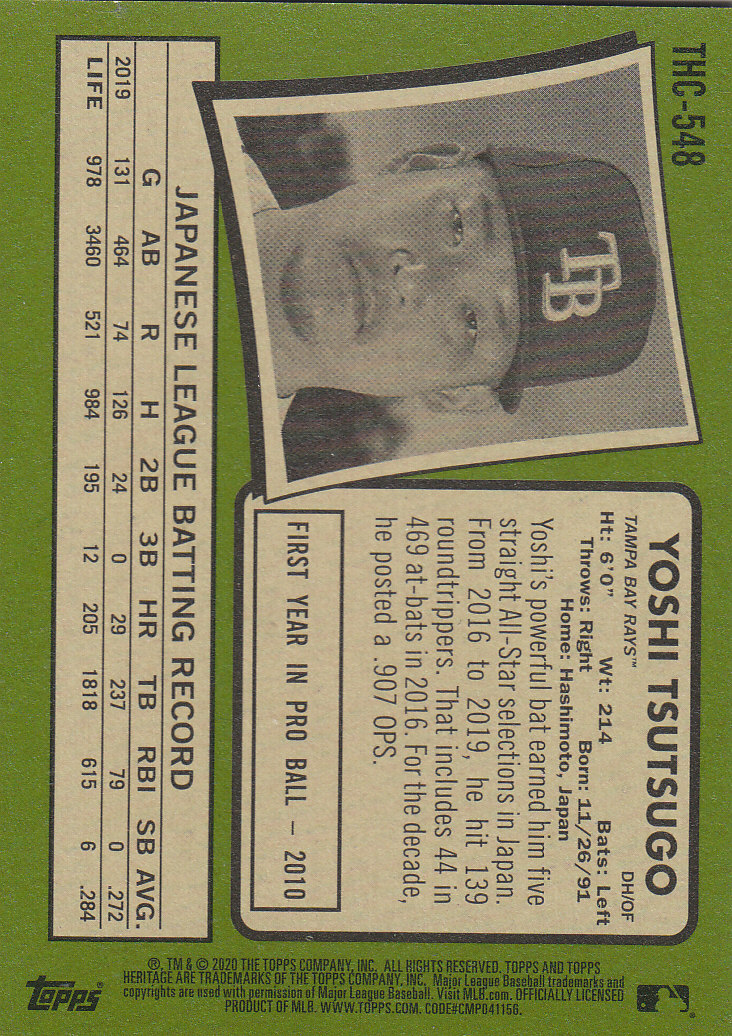 THC-548
TB
YOSHI TSUTSUGO
TAMPA BAY RAYS™ DH/OF
Ht: 6'0" Wt: 214 Bats: Left
Throws: Right Born: 11/26/91
Home: Hashimoto, Japan
Yoshi's powerful bat earned him five
straight All-Star selections in Japan.
From 2016 to 2019, he hit 139
roundtrippers. That includes 44 in
469 at-bats in 2016. For the decade,
he posted a .907 OPS.
FIRST YEAR IN PRO BALL – 2010
JAPANESE LEAGUE BATTING RECORD
G AB R H 2B 3B HR TB RBI SB AVG.
2019 131 464 74 126 24 0 29 237 79 0 .272
LIFE 978 3460 521 984 195 12 205 1818 615 6 .284
®, TM & © 2020 THE TOPPS COMPANY, INC. ALL RIGHTS RESERVED. TOPPS AND TOPPS
HERITAGE ARE TRADEMARKS OF THE TOPPS COMPANY, INC. Major League Baseball trademarks and
copyrights are used with permission of Major League Baseball. Visit MLB.com. OFFICIALLY LICENSED
PRODUCT OF MLB. WWW.TOPPS.COM. CODE#CMP041156.
topps®